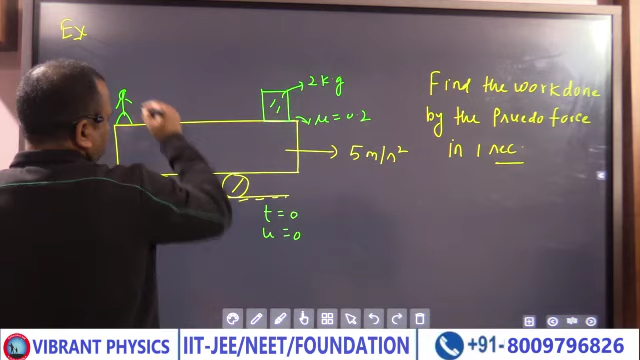 Ex
2kg
μ = 0.2
5 m/s²
t = 0
u = 0
Find the workdone
by the Psuedo force
in 1 sec
VIBRANT PHYSICS
IIT-JEE/NEET/FOUNDATION
+91-8009796826